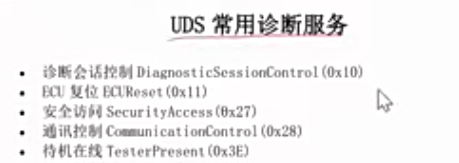 UDS 常用诊断服务
• 诊断会话控制 DiagnosticSessionControl(0x10)
• ECU 复位 ECUReset(0x11)
• 安全访问 SecurityAccess(0x27)
• 通讯控制 CommunicationControl(0x28)
• 待机在线 TesterPresent(0x3E)